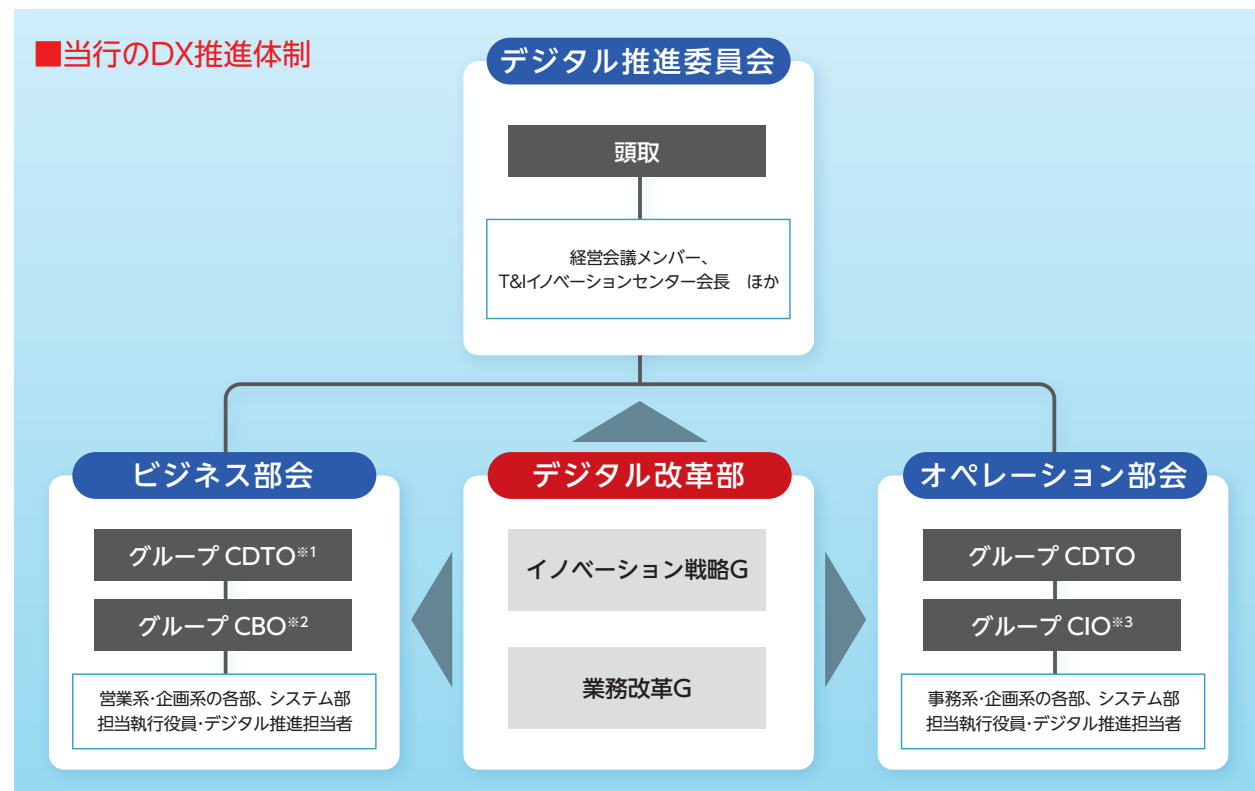 ■当行のDX推進体制
デジタル推進委員会
頭取
経営会議メンバー、
T&Iイノベーションセンター会長　ほか
ビジネス部会
グループ CDTO※1
グループ CBO※2
営業系・企画系の各部、システム部
担当執行役員・デジタル推進担当者
デジタル改革部
イノベーション戦略G
業務改革G
オペレーション部会
グループ CDTO
グループ CIO※3
事務系・企画系の各部、システム部
担当執行役員・デジタル推進担当者